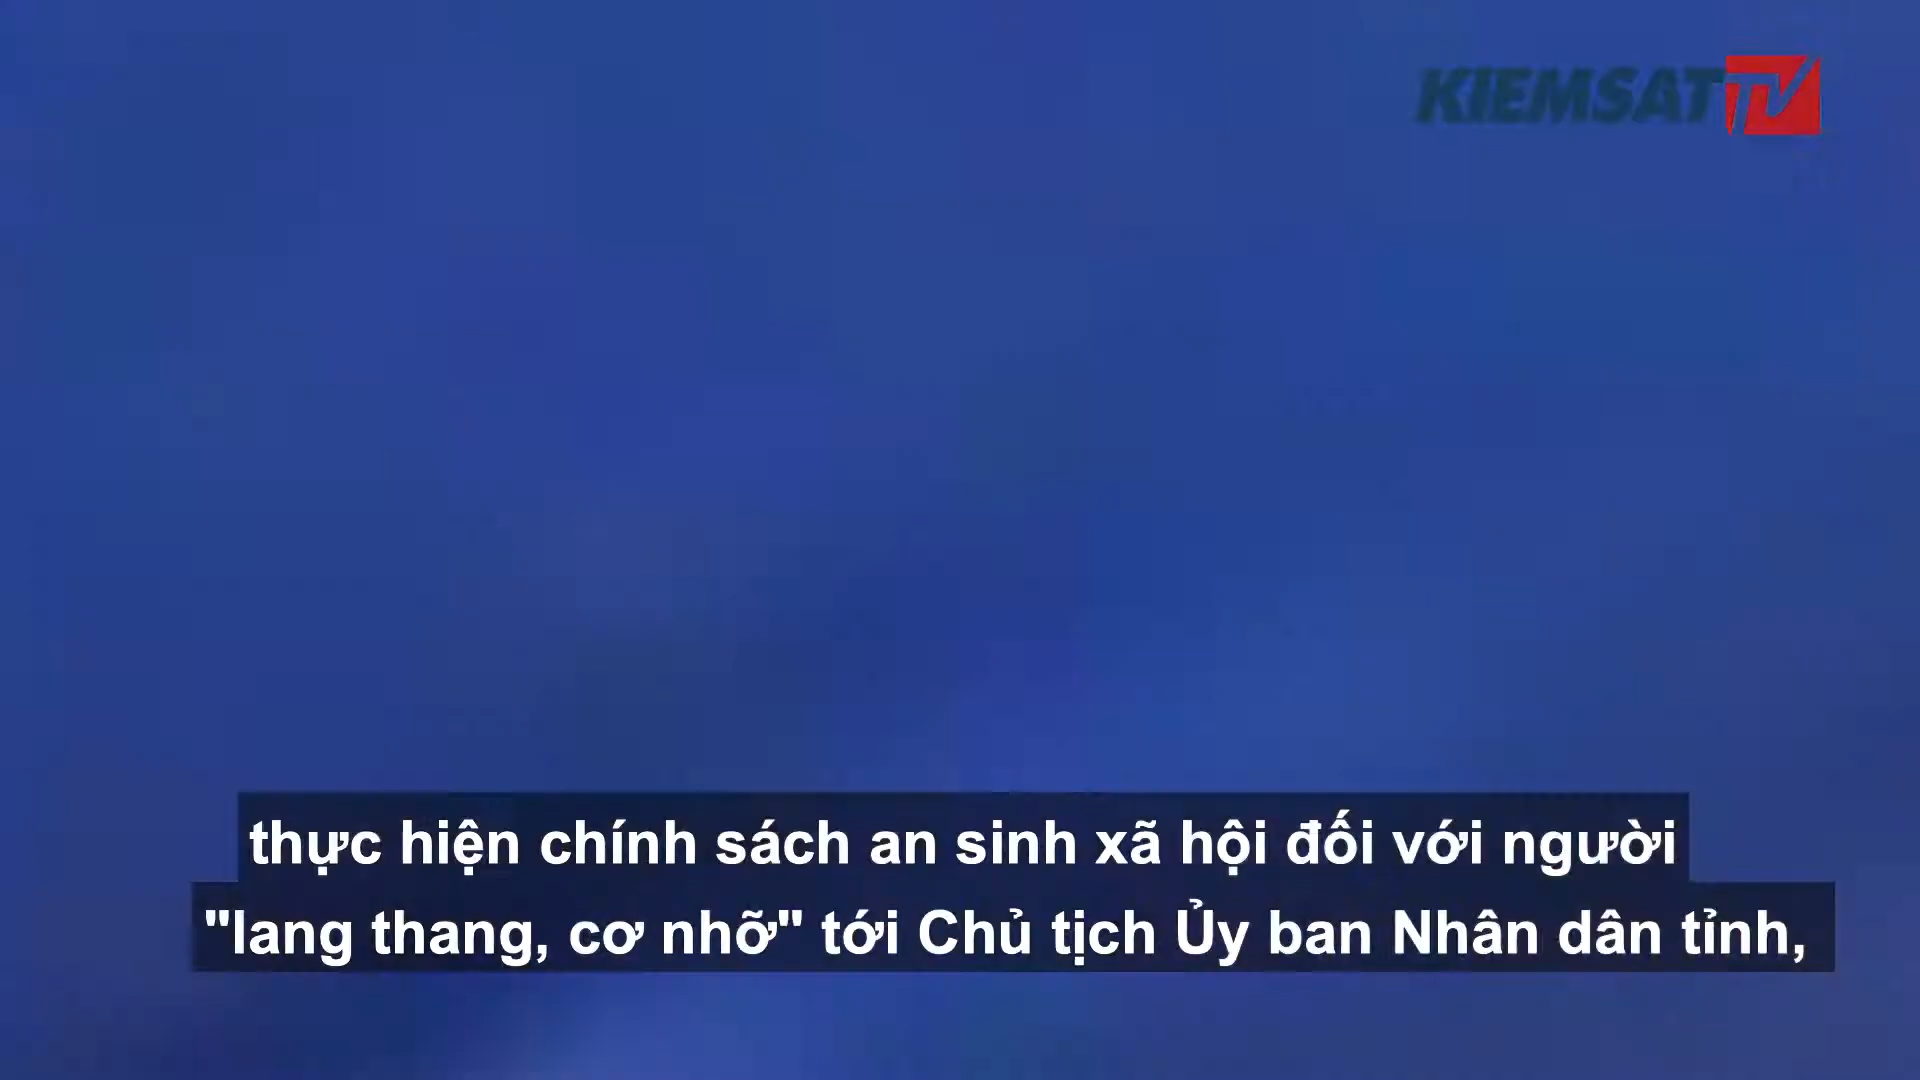 KIEMSAT TV
thực hiện chính sách an sinh xã hội đối với người
"lang thang, cơ nhỡ" tới Chủ tịch Ủy ban Nhân dân tỉnh,